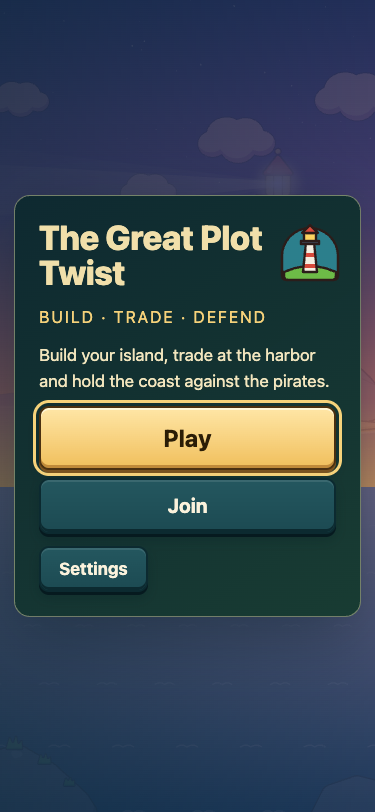 The Great Plot
Twist
BUILD · TRADE · DEFEND
Build your island, trade at the harbor
and hold the coast against the pirates.
Play
Join
Settings